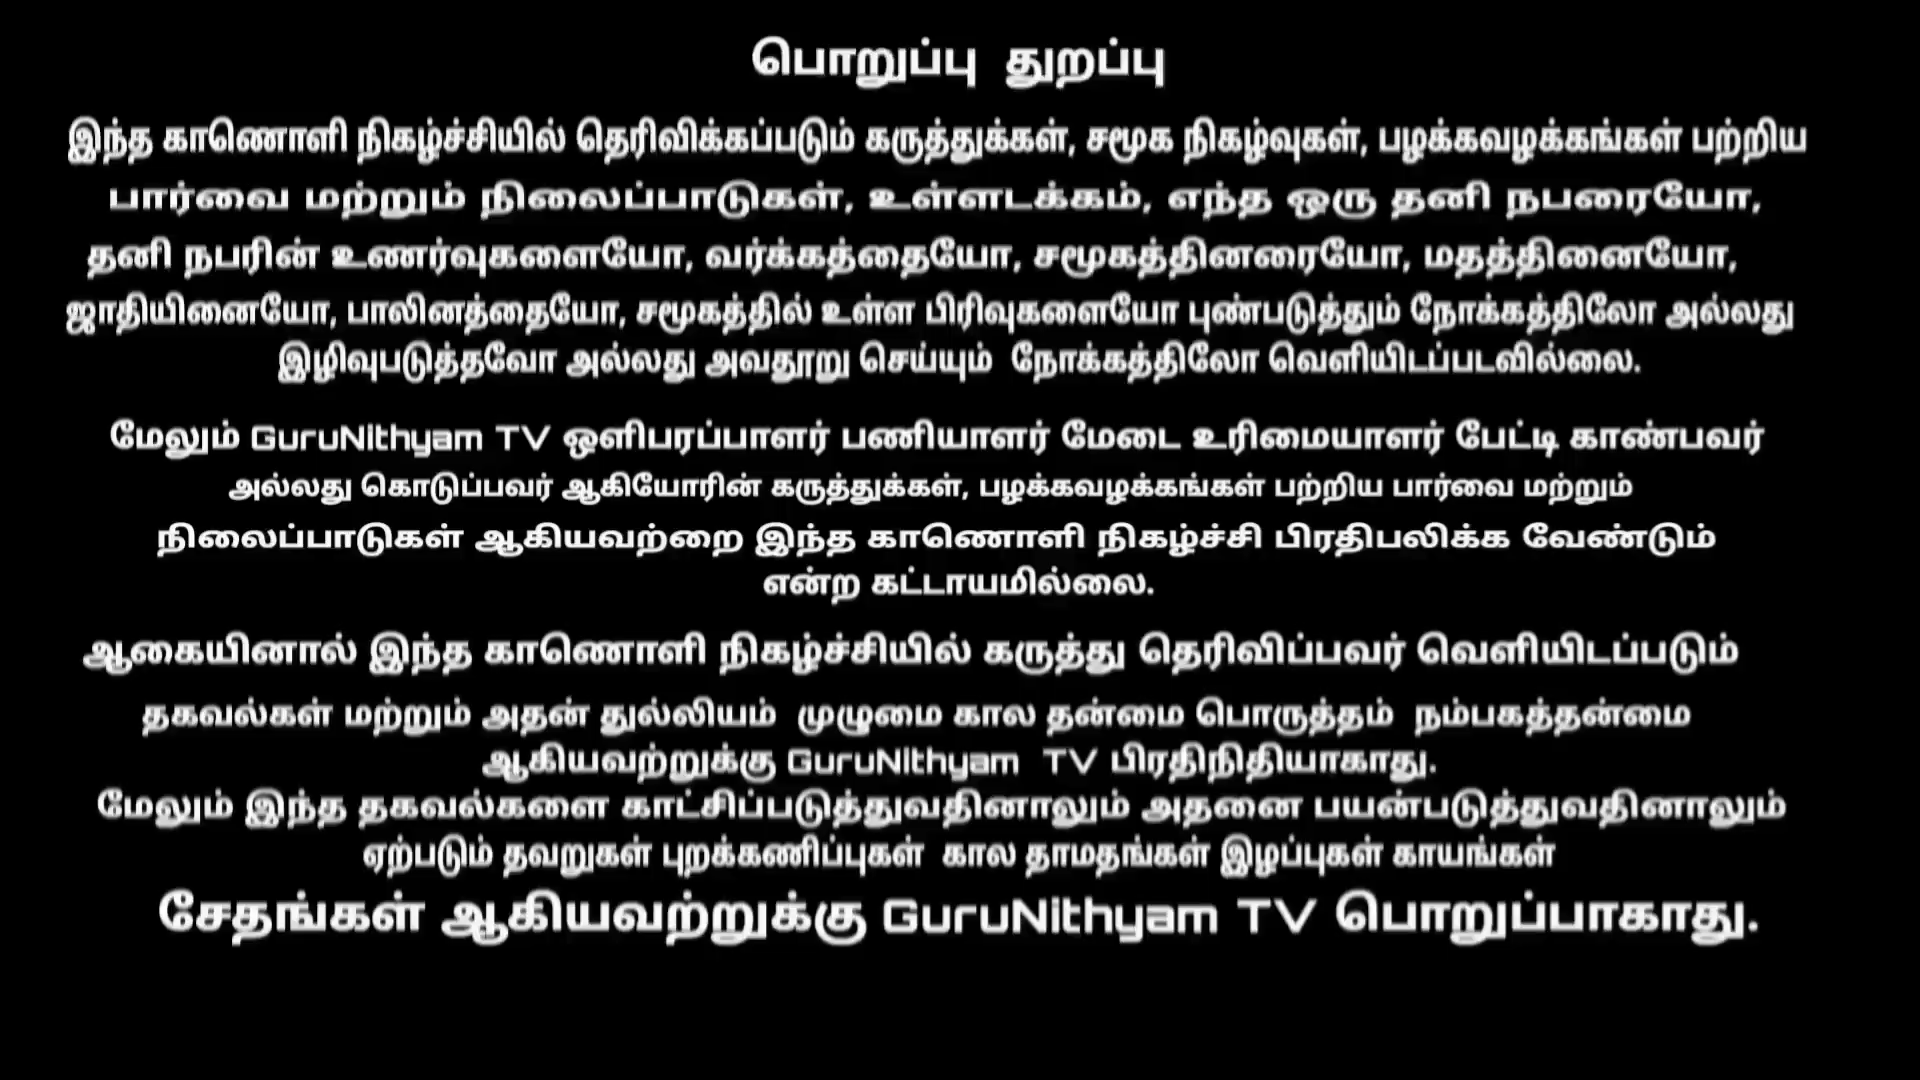 பொறுப்பு துறப்பு
இந்த காணொளி நிகழ்ச்சியில் தெரிவிக்கப்படும் கருத்துக்கள், சமூக நிகழ்வுகள், பழக்கவழக்கங்கள் பற்றிய
பார்வை மற்றும் நிலைப்பாடுகள், உள்ளடக்கம், எந்த ஒரு தனி நபரையோ,
தனி நபரின் உணர்வுகளையோ, வர்க்கத்தையோ, சமூகத்தினரையோ, மதத்தினையோ,
ஜாதியினையோ, பாலினத்தையோ, சமூகத்தில் உள்ள பிரிவுகளையோ புண்படுத்தும் நோக்கத்திலோ அல்லது
இழிவுபடுத்தவோ அல்லது அவதூறு செய்யும் நோக்கத்திலோ வெளியிடப்படவில்லை.
மேலும் GuruNithyam TV ஒளிபரப்பாளர் பணியாளர் மேடை உரிமையாளர் பேட்டி காண்பவர்
அல்லது கொடுப்பவர் ஆகியோரின் கருத்துக்கள், பழக்கவழக்கங்கள் பற்றிய பார்வை மற்றும்
நிலைப்பாடுகள் ஆகியவற்றை இந்த காணொளி நிகழ்ச்சி பிரதிபலிக்க வேண்டும்
என்ற கட்டாயமில்லை.
ஆகையினால் இந்த காணொளி நிகழ்ச்சியில் கருத்து தெரிவிப்பவர் வெளியிடப்படும்
தகவல்கள் மற்றும் அதன் துல்லியம் முழுமை கால தன்மை பொருத்தம் நம்பகத்தன்மை
ஆகியவற்றுக்கு GuruNithyam TV பிரதிநிதியாகாது.
மேலும் இந்த தகவல்களை காட்சிப்படுத்துவதினாலும் அதனை பயன்படுத்துவதினாலும்
ஏற்படும் தவறுகள் புறக்கணிப்புகள் கால தாமதங்கள் இழப்புகள் காயங்கள்
சேதங்கள் ஆகியவற்றுக்கு GuruNithyam TV பொறுப்பாகாது.